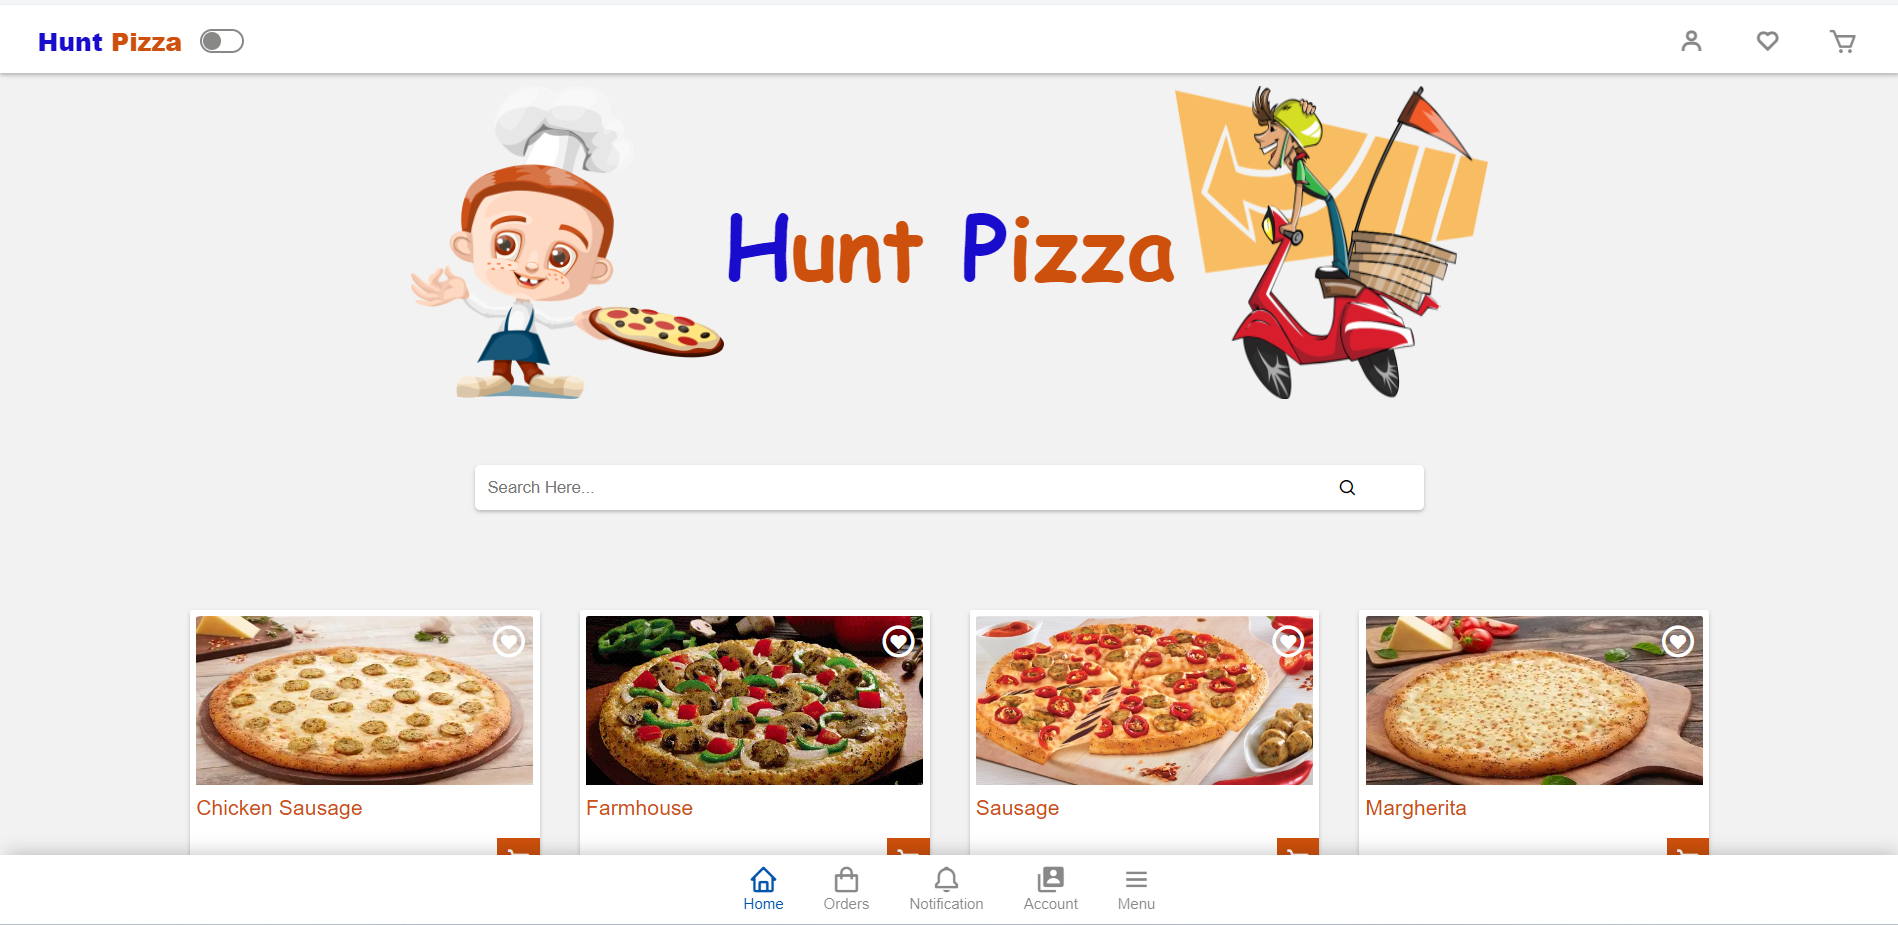 Hunt Pizza
Hunt Pizza
Search Here...
Chicken Sausage
Farmhouse
Sausage
Margherita
Home
Orders
Notification
Account
Menu